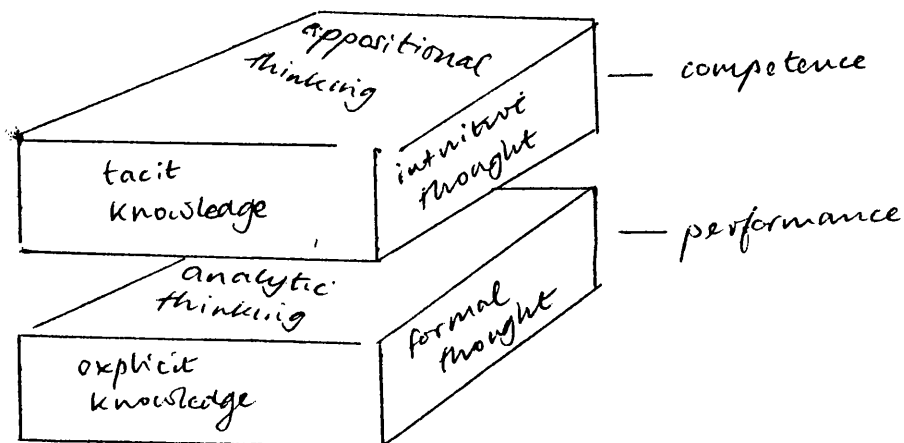 appositional
thinking
— competence
tacit
knowledge
intuitive
thought
— performance
analytic
thinking
formal
thought
explicit
knowledge